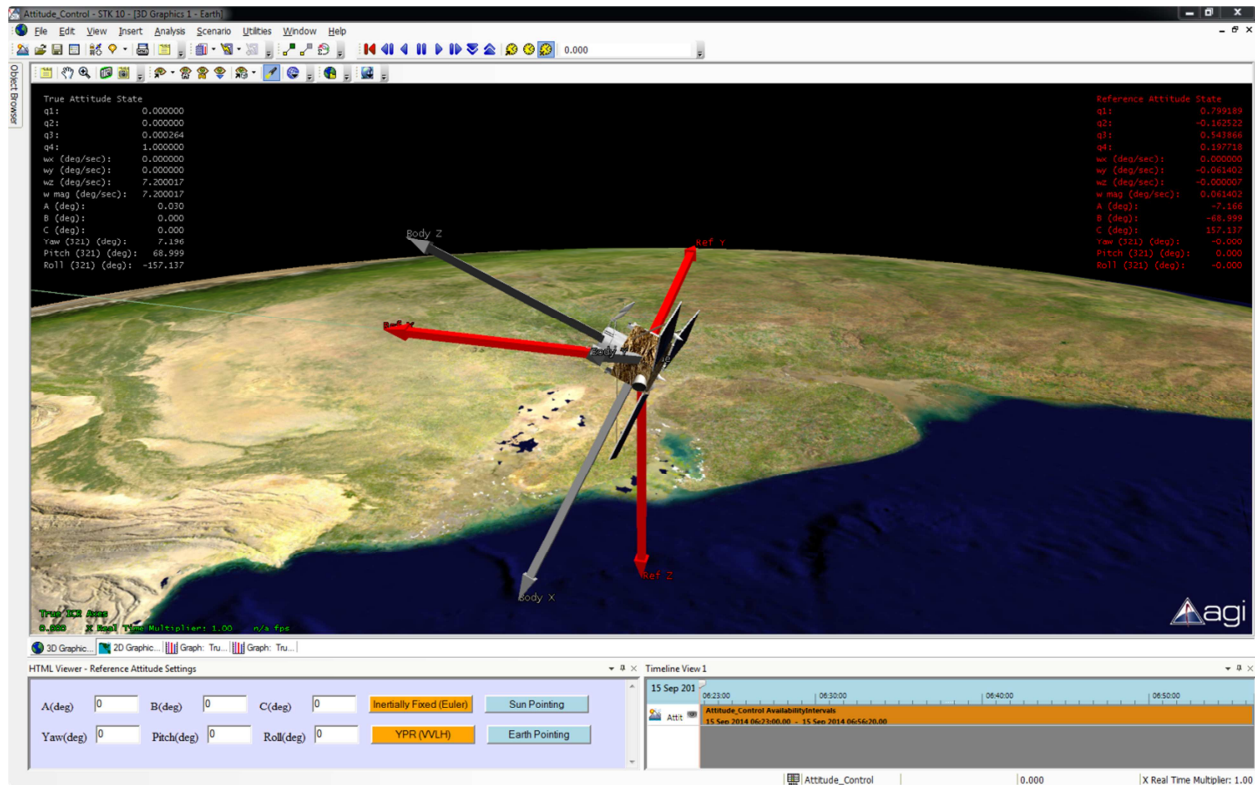 Attitude_Control - STK 10 - [3D Graphics 1 - Earth]
File Edit View Insert Analysis Scenario Utilities Window Help
0.000
Object Browser
True Attitude State
q1: 0.000000
q2: 0.000000
q3: 0.000264
q4: 1.000000
wx (deg/sec): 0.000000
wy (deg/sec): 0.000000
wz (deg/sec): 7.200017
w mag (deg/sec): 7.200017
A (deg): 0.030
B (deg): 0.000
C (deg): 0.000
Yaw (321) (deg): 7.196
Pitch (321) (deg): 68.999
Roll (321) (deg): -157.137
Reference Attitude State
q1: 0.799189
q2: -0.162522
q3: 0.543866
q4: 0.197718
wx (deg/sec): 0.000000
wy (deg/sec): -0.061402
wz (deg/sec): -0.000007
w mag (deg/sec): 0.061402
A (deg): -7.166
B (deg): -68.999
C (deg): 157.137
Yaw (321) (deg): -0.000
Pitch (321) (deg): 0.000
Roll (321) (deg): -0.000
Body Z
Ref Y
Body Y
Ref Z
Body X
Axes
0.000 X Real Time Multiplier: 1.00 n/a fps
agi
3D Graphic... 2D Graphic... Graph: Tru... Graph: Tru...
HTML Viewer - Reference Attitude Settings
A(deg) 0 B(deg) 0 C(deg) 0 Inertially Fixed (Euler) Sun Pointing
Yaw(deg) 0 Pitch(deg) 0 Roll(deg) 0 YPR (VVLH) Earth Pointing
Timeline View 1
15 Sep 201 06:23:00 06:30:00 06:40:00 06:50:00
Attit
Attitude_Control AvailabilityIntervals
15 Sep 2014 06:23:00.00 - 15 Sep 2014 06:56:20.00
Attitude_Control 0.000 X Real Time Multiplier: 1.00